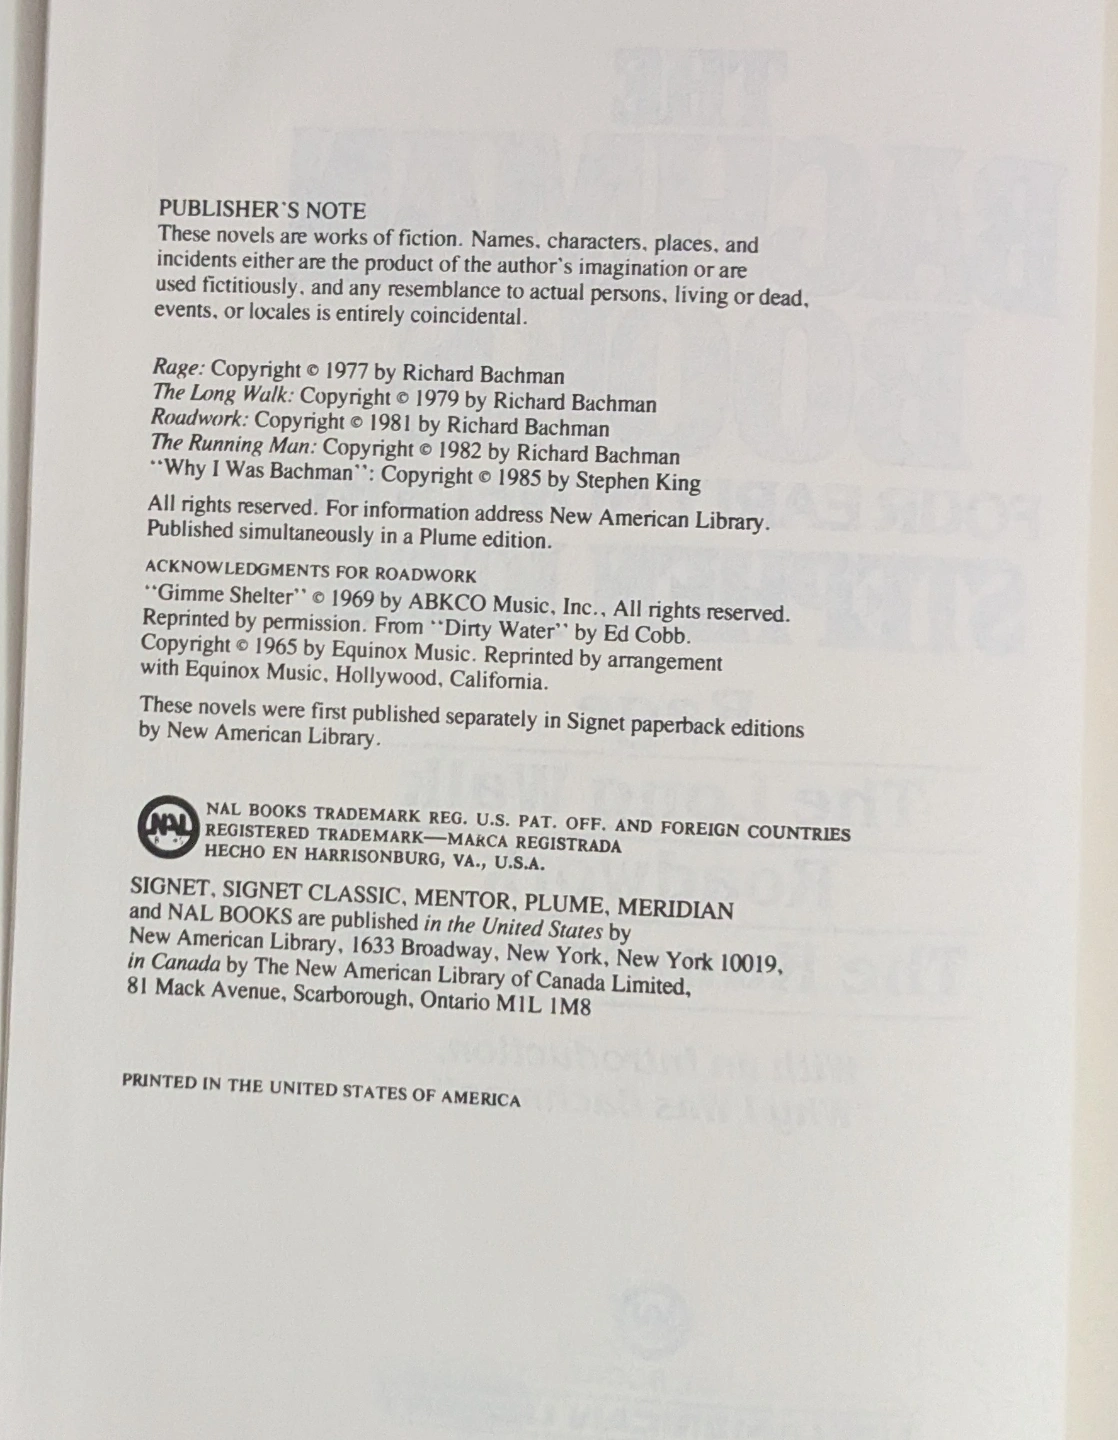 PUBLISHER'S NOTE
These novels are works of fiction. Names, characters, places, and
incidents either are the product of the author's imagination or are
used fictitiously, and any resemblance to actual persons, living or dead,
events, or locales is entirely coincidental.
Rage: Copyright © 1977 by Richard Bachman
The Long Walk: Copyright © 1979 by Richard Bachman
Roadwork: Copyright © 1981 by Richard Bachman
The Running Man: Copyright © 1982 by Richard Bachman
"Why I Was Bachman": Copyright © 1985 by Stephen King
All rights reserved. For information address New American Library.
Published simultaneously in a Plume edition.
ACKNOWLEDGMENTS FOR ROADWORK
"Gimme Shelter" © 1969 by ABKCO Music, Inc., All rights reserved.
Reprinted by permission. From "Dirty Water" by Ed Cobb.
Copyright © 1965 by Equinox Music. Reprinted by arrangement
with Equinox Music, Hollywood, California.
These novels were first published separately in Signet paperback editions
by New American Library.
NAL
NAL BOOKS TRADEMARK REG. U.S. PAT. OFF. AND FOREIGN COUNTRIES
REGISTERED TRADEMARK—MARCA REGISTRADA
HECHO EN HARRISONBURG, VA., U.S.A.
SIGNET, SIGNET CLASSIC, MENTOR, PLUME, MERIDIAN
and NAL BOOKS are published in the United States by
New American Library, 1633 Broadway, New York, New York 10019,
in Canada by The New American Library of Canada Limited,
81 Mack Avenue, Scarborough, Ontario M1L 1M8
PRINTED IN THE UNITED STATES OF AMERICA